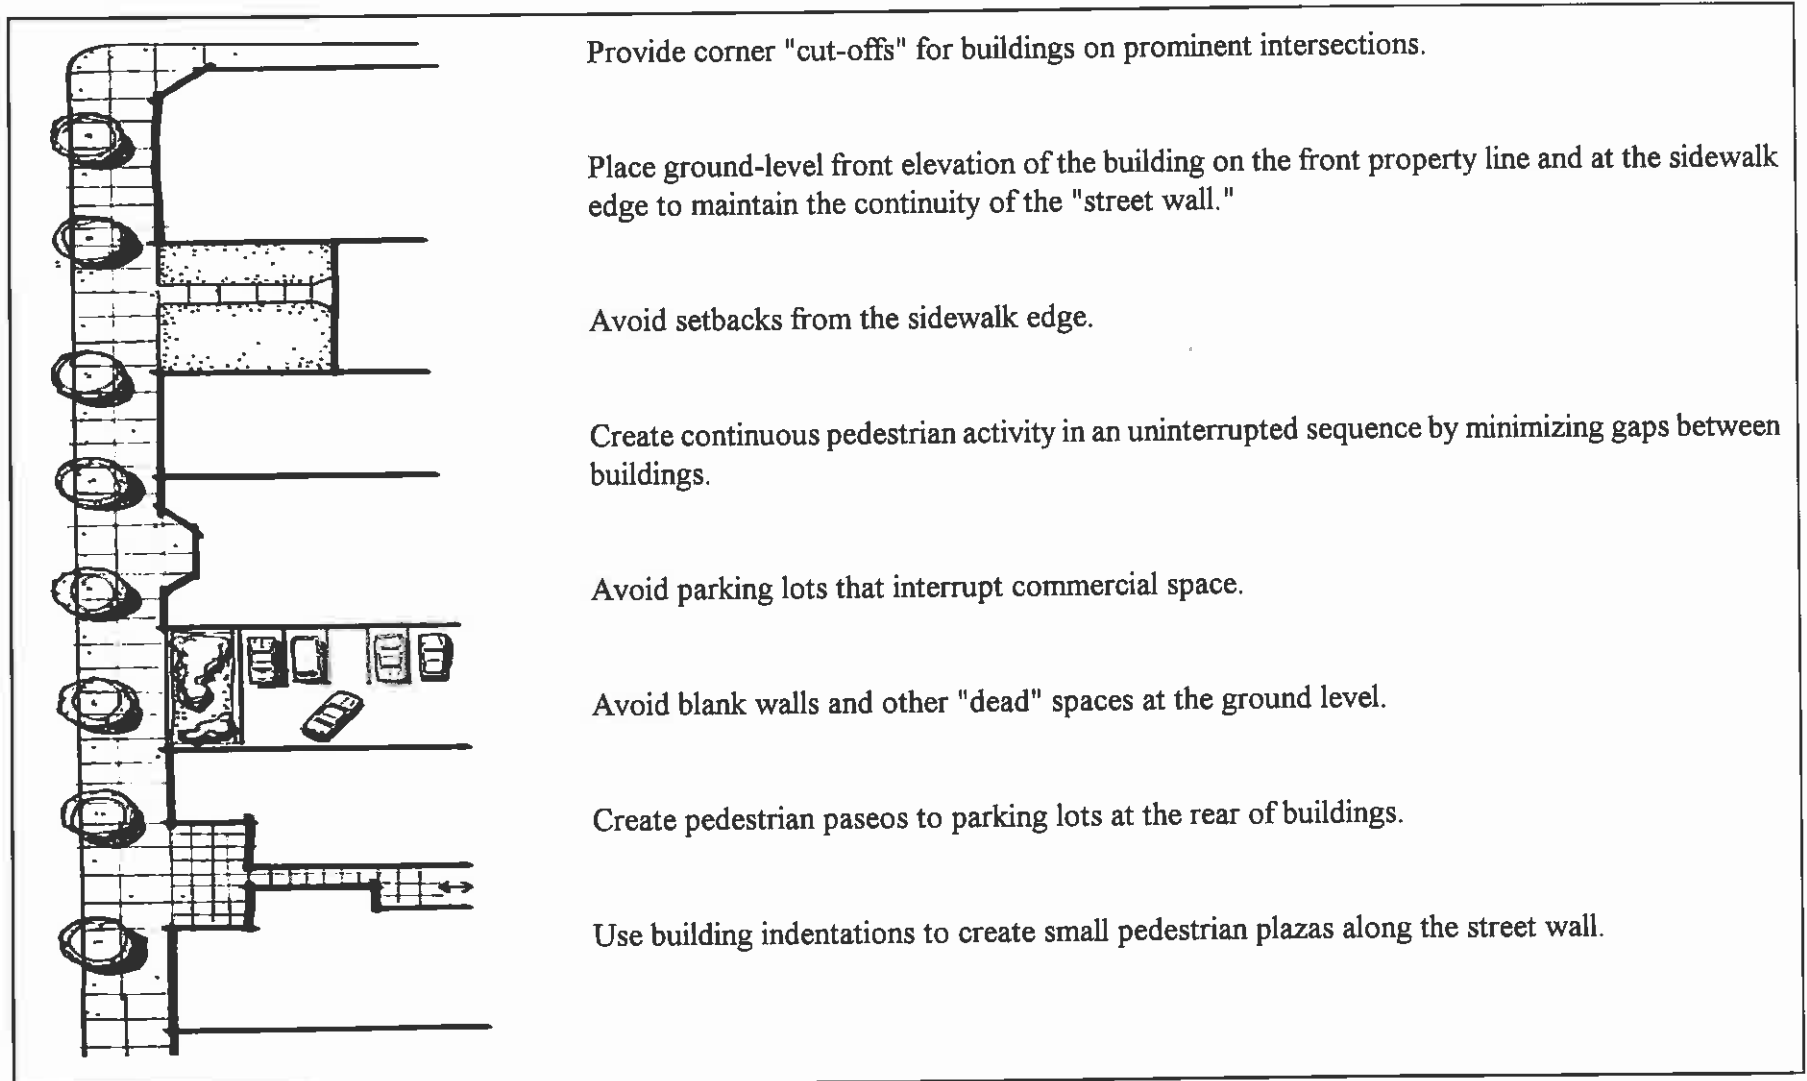 Provide corner "cut-offs" for buildings on prominent intersections.
Place ground-level front elevation of the building on the front property line and at the sidewalk
edge to maintain the continuity of the "street wall."
Avoid setbacks from the sidewalk edge.
Create continuous pedestrian activity in an uninterrupted sequence by minimizing gaps between
buildings.
Avoid parking lots that interrupt commercial space.
Avoid blank walls and other "dead" spaces at the ground level.
Create pedestrian paseos to parking lots at the rear of buildings.
Use building indentations to create small pedestrian plazas along the street wall.